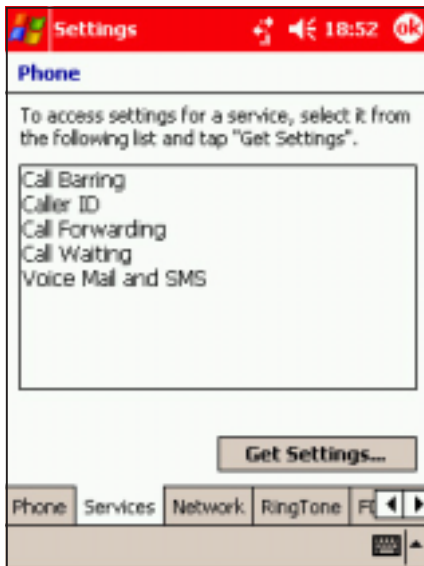 Settings 18:52 ok
Phone
To access settings for a service, select it from
the following list and tap "Get Settings".
Call Barring
Caller ID
Call Forwarding
Call Waiting
Voice Mail and SMS
Get Settings...
Phone Services Network RingTone